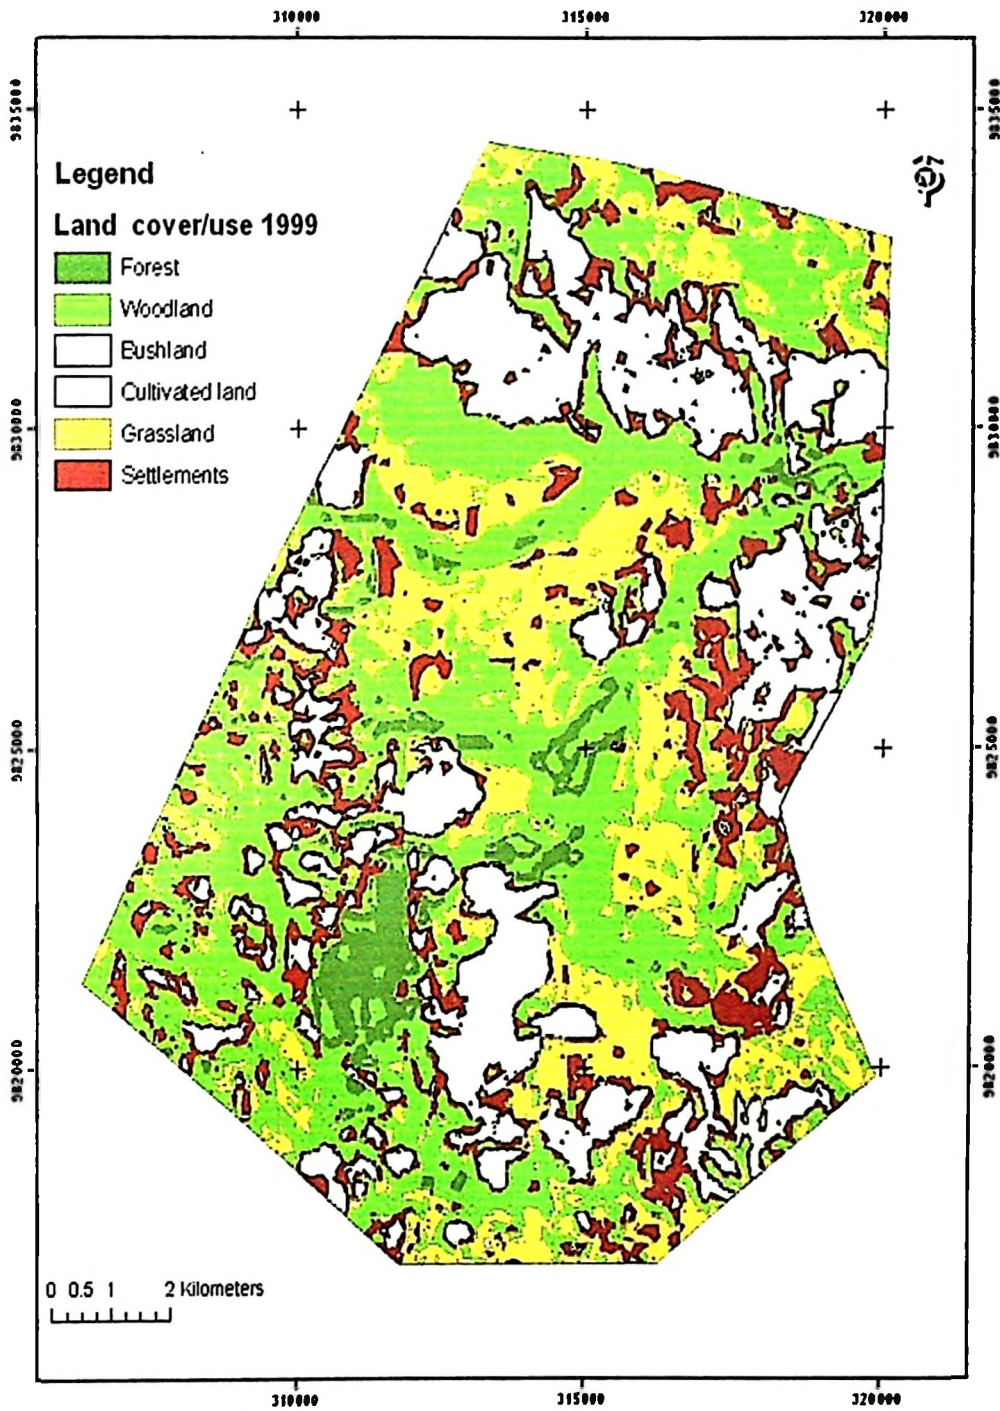 310000 315000 320000
9835000 9835000
Legend
Land cover/use 1999
Forest
Woodland
Bushland
Cultivated land
Grassland
Settlements
9830000 9830000
9825000 9825000
9820000 9820000
0 0.5 1 2 Kilometers
310000 315000 320000